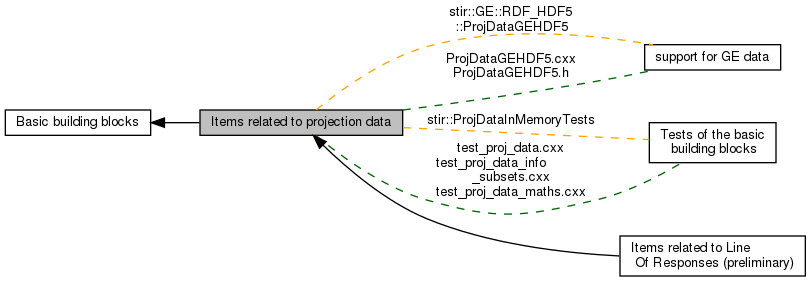 stir::GE::RDF_HDF5
::ProjDataGEHDF5
support for GE data
ProjDataGEHDF5.cxx
ProjDataGEHDF5.h
Basic building blocks
Items related to projection data
stir::ProjDataInMemoryTests
Tests of the basic
building blocks
test_proj_data.cxx
test_proj_data_info
_subsets.cxx
test_proj_data_maths.cxx
Items related to Line
Of Responses (preliminary)